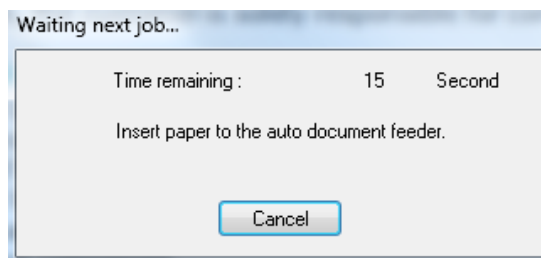 Waiting next job...
Time remaining : 15 Second
Insert paper to the auto document feeder.
Cancel